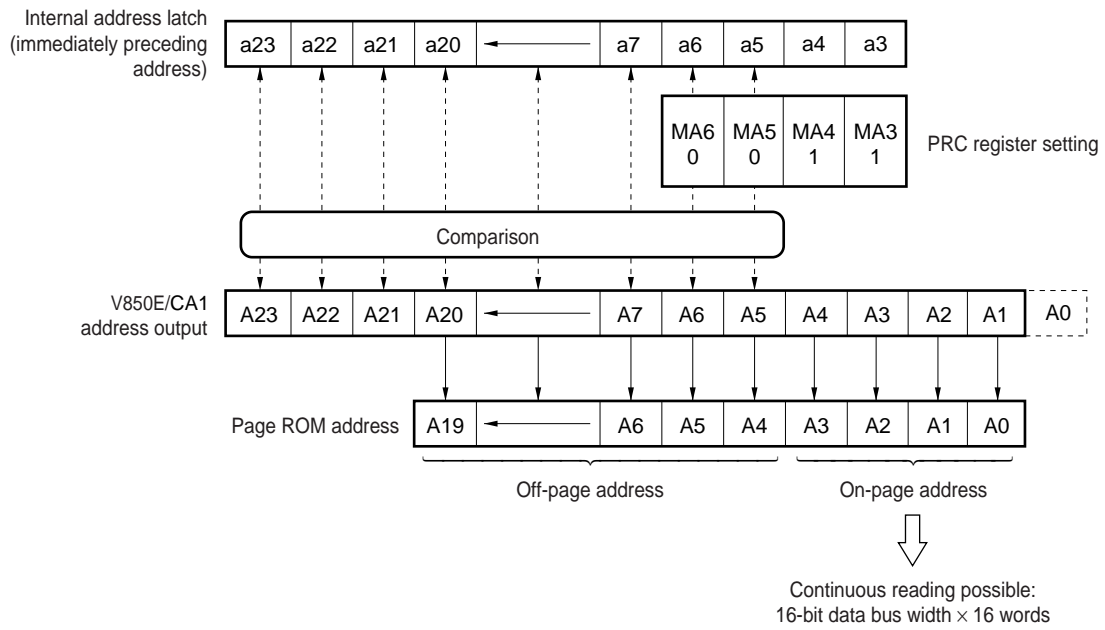 Internal address latch
(immediately preceding
address)
a23 a22 a21 a20 a7 a6 a5 a4 a3
MA6 MA5 MA4 MA3
0 0 1 1
PRC register setting
Comparison
V850E/CA1
address output
A23 A22 A21 A20 A7 A6 A5 A4 A3 A2 A1 A0
Page ROM address
A19 A6 A5 A4 A3 A2 A1 A0
Off-page address
On-page address
Continuous reading possible:
16-bit data bus width × 16 words